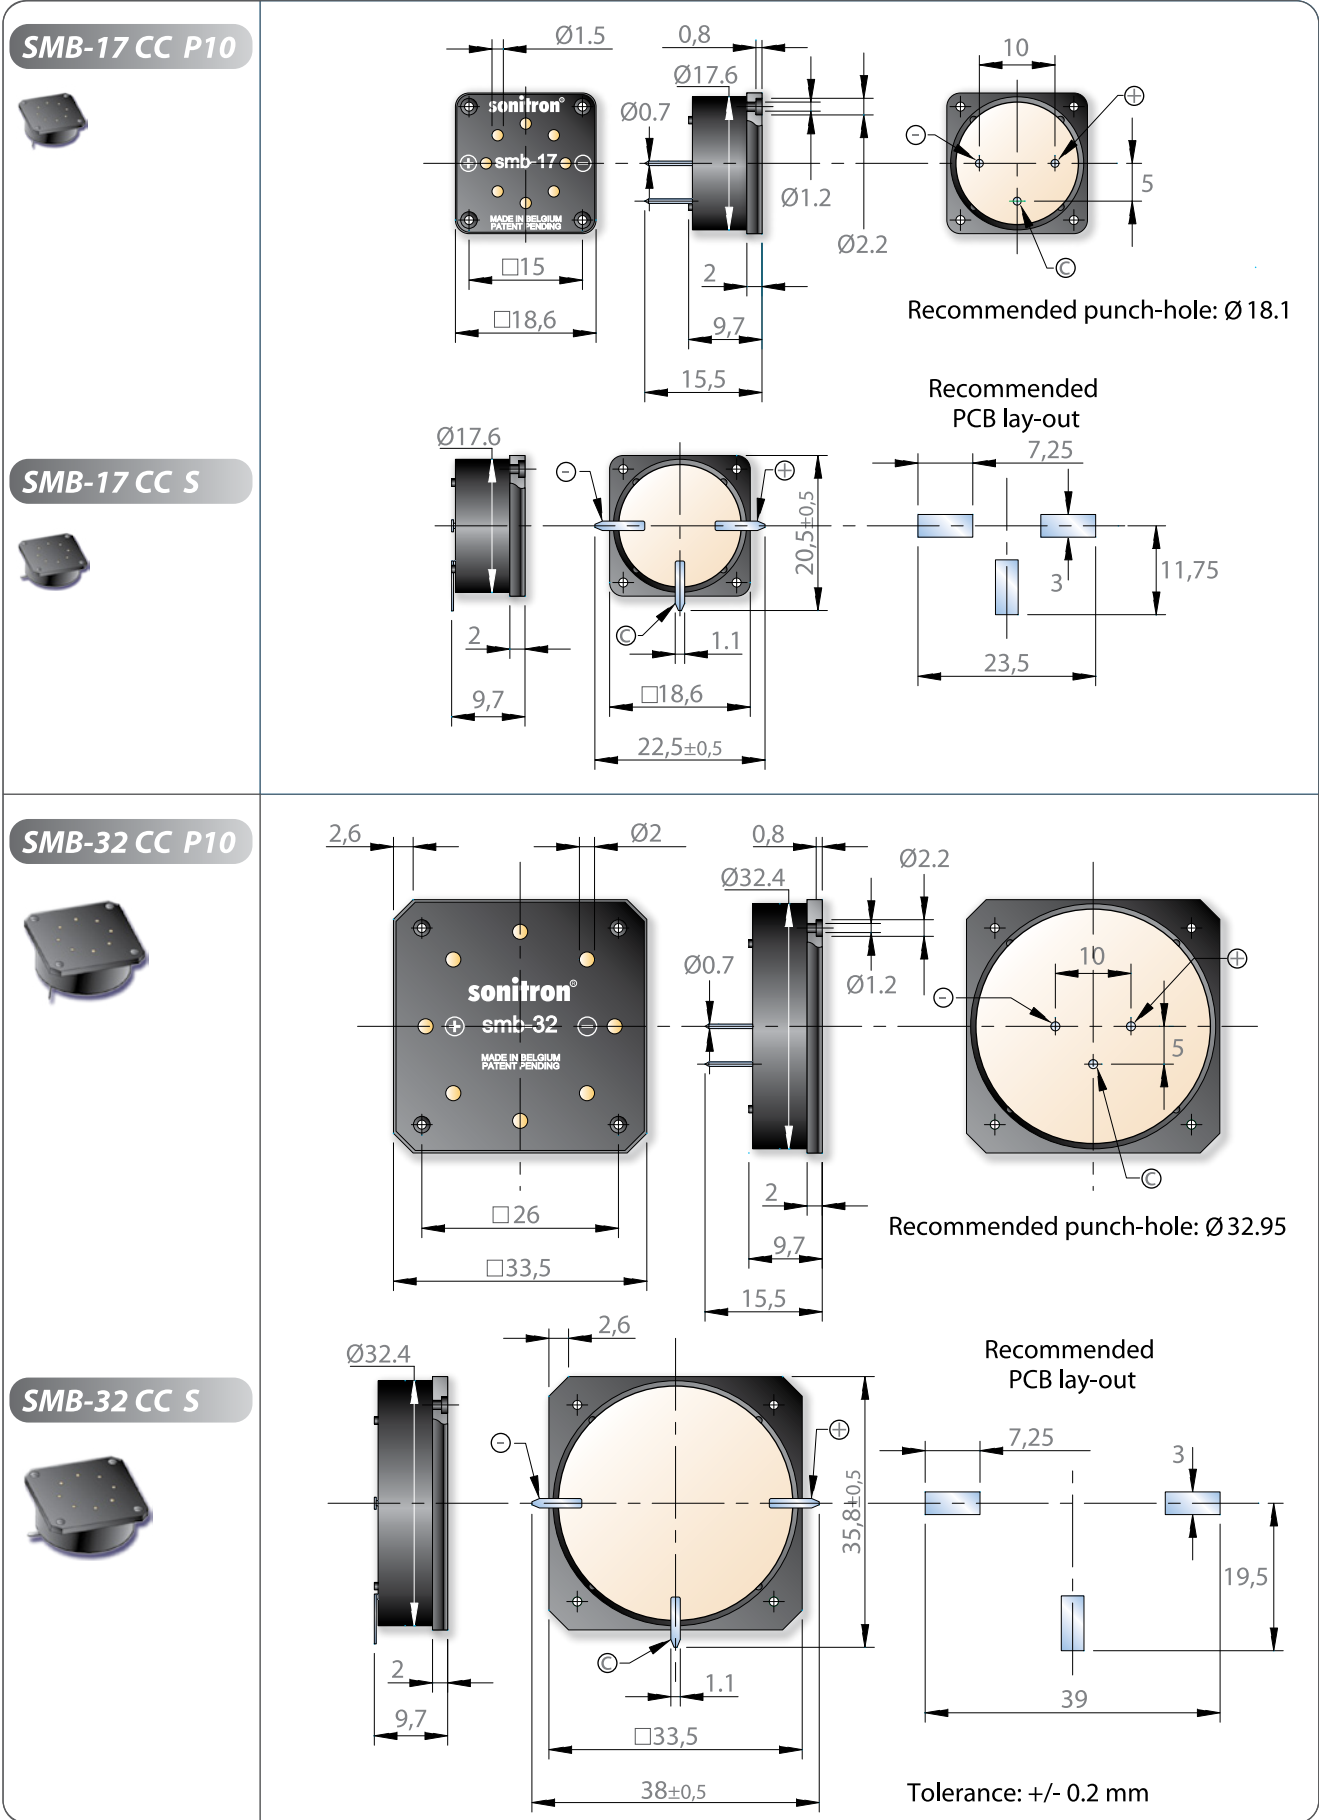 SMB-17 CC P10
Ø1.5
0,8
Ø17.6
Ø0.7
10
sonitron®
+ smb-17 -
MADE IN BELGIUM
PATENT PENDING
Ø1.2
Ø2.2
5
-
+
©
□15
□18,6
2
9,7
15,5
Recommended punch-hole: Ø 18.1
SMB-17 CC S
Ø17.6
2
9,7
-
+
©
20,5±0,5
1.1
□18,6
22,5±0,5
Recommended
PCB lay-out
7,25
3
11,75
23,5
SMB-32 CC P10
2,6
Ø2
0,8
Ø2.2
Ø32.4
Ø0.7
Ø1.2
sonitron®
+ smb-32 -
MADE IN BELGIUM
PATENT PENDING
10
-
+
5
©
□26
□33,5
2
9,7
15,5
Recommended punch-hole: Ø 32.95
SMB-32 CC S
Ø32.4
2,6
2
9,7
-
+
©
35,8±0,5
1.1
□33,5
38±0,5
Recommended
PCB lay-out
7,25
3
19,5
39
Tolerance: +/- 0.2 mm